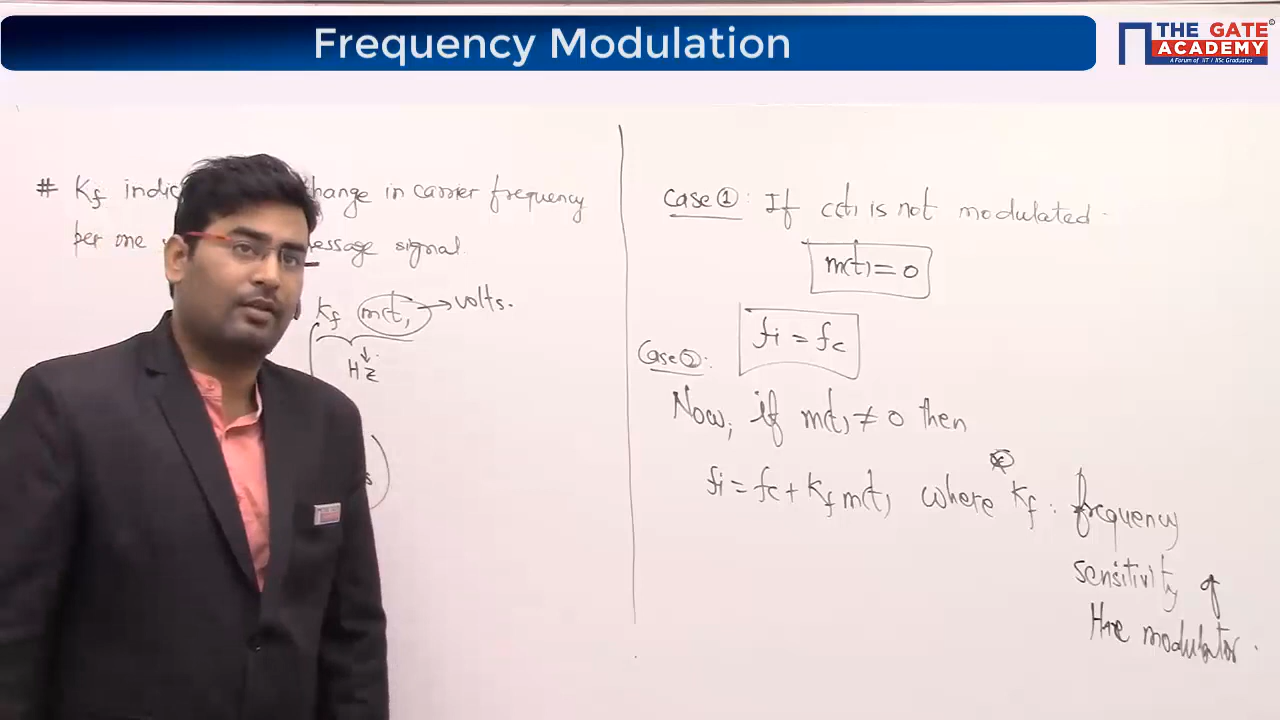 Frequency Modulation
THE GATE
ACADEMY
A Forum of IIT / IISc Graduates
# Kf change in carrier frequency
per one message signal.
Kf m(t) → volts.
Hz
Case ①: If c(t) is not modulated.
m(t) = 0
fi = fc
Case ②:
Now, if m(t) ≠ 0 then
fi = fc + Kf m(t) where Kf : frequency
sensitivity of
the modulator.